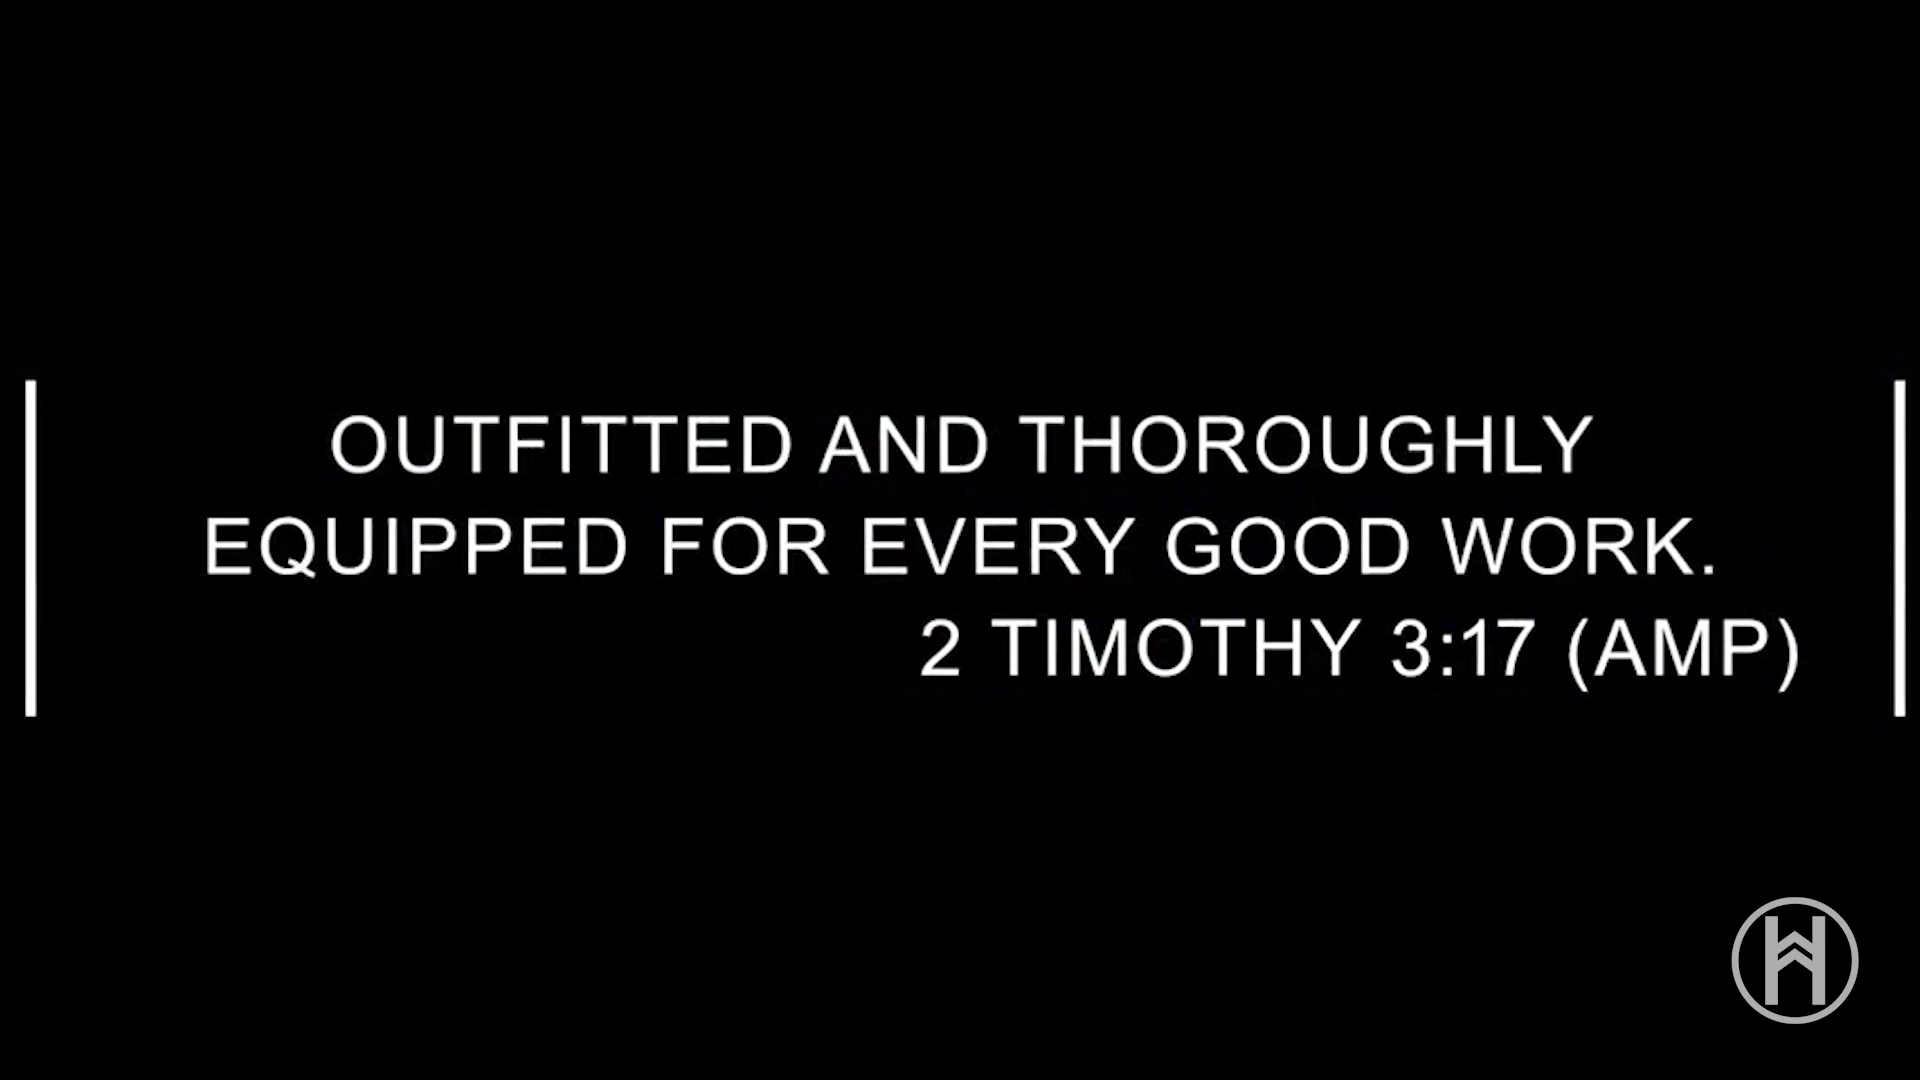 OUTFITTED AND THOROUGHLY
EQUIPPED FOR EVERY GOOD WORK.
2 TIMOTHY 3:17 (AMP)